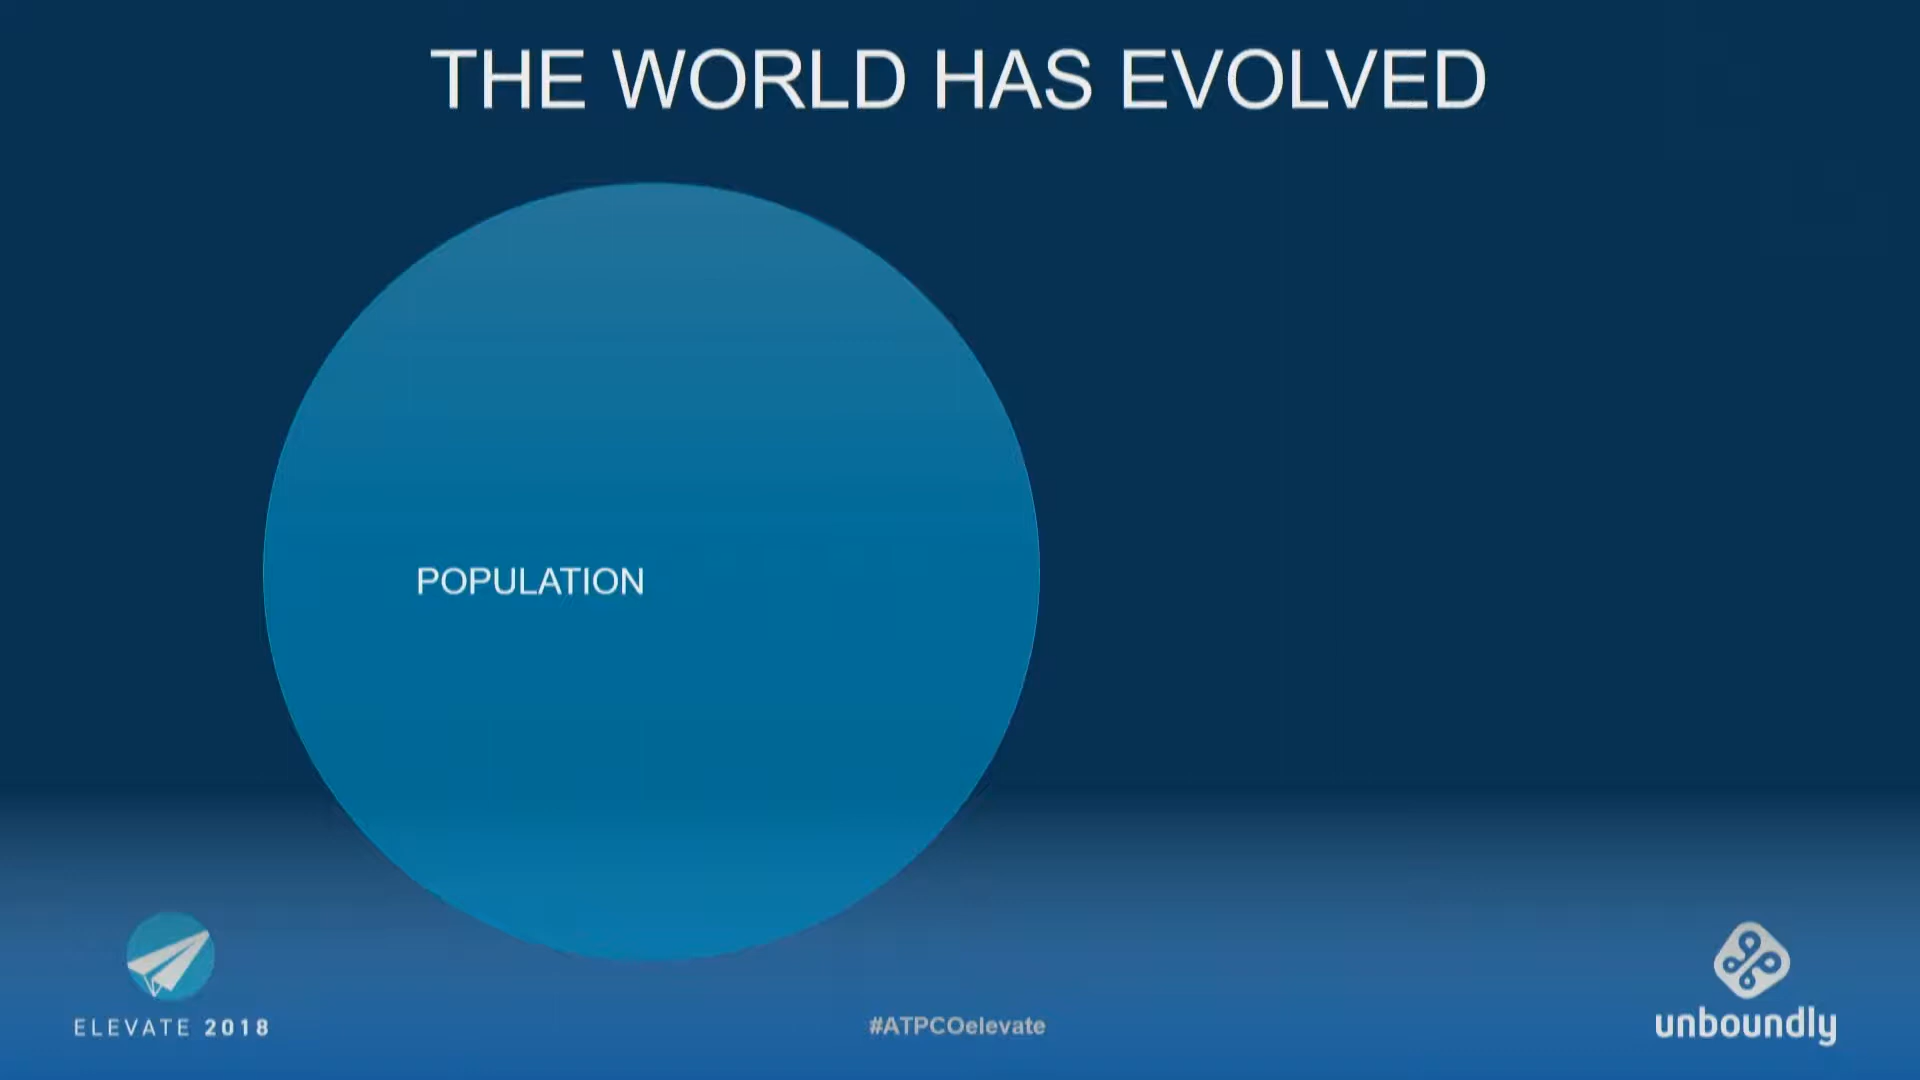 THE WORLD HAS EVOLVED
POPULATION
ELEVATE 2018
#ATPCOelevate
unboundly